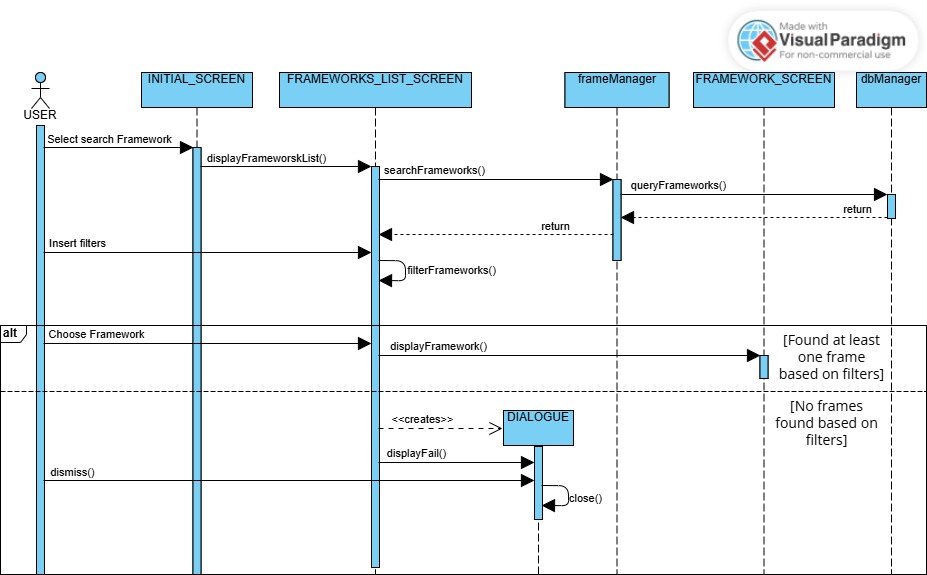 Made with
VisualParadigm
For non-commercial use
INITIAL_SCREEN
FRAMEWORKS_LIST_SCREEN
frameManager
FRAMEWORK_SCREEN
dbManager
USER
Select search Framework
displayFrameworskList()
searchFrameworks()
queryFrameworks()
return
return
Insert filters
filterFrameworks()
alt
Choose Framework
displayFramework()
[Found at least
one frame
based on filters]
[No frames
found based on
filters]
<<creates>>
DIALOGUE
displayFail()
dismiss()
close()